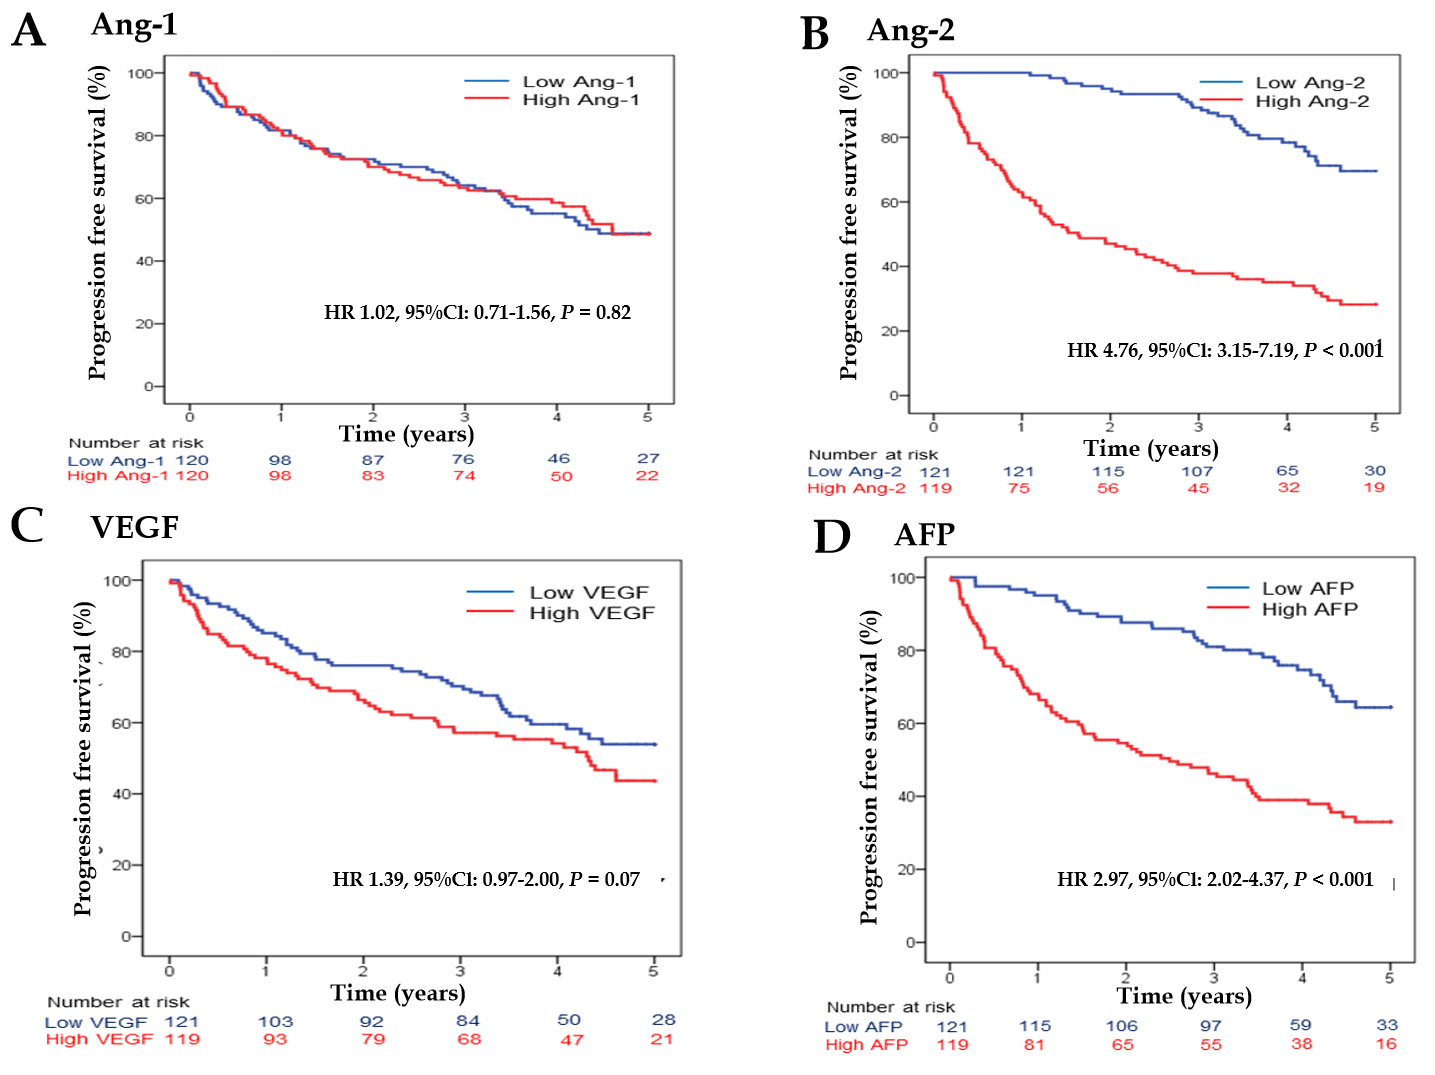 A Ang-1
Progression free survival (%)
100
80
60
40
20
0
Low Ang-1
High Ang-1
HR 1.02, 95%Cl: 0.71-1.56, P = 0.82
0 1 2 3 4 5
Time (years)
Number at risk
Low Ang-1 120 98 87 76 46 27
High Ang-1 120 98 83 74 50 22
B Ang-2
Progression free survival (%)
100
80
60
40
20
0
Low Ang-2
High Ang-2
HR 4.76, 95%Cl: 3.15-7.19, P < 0.001
0 1 2 3 4 5
Time (years)
Number at risk
Low Ang-2 121 121 115 107 65 30
High Ang-2 119 75 56 45 32 19
C VEGF
Progression free survival (%)
100
80
60
40
20
0
Low VEGF
High VEGF
HR 1.39, 95%Cl: 0.97-2.00, P = 0.07
0 1 2 3 4 5
Time (years)
Number at risk
Low VEGF 121 103 92 84 50 28
High VEGF 119 93 79 68 47 21
D AFP
Progression free survival (%)
100
80
60
40
20
0
Low AFP
High AFP
HR 2.97, 95%Cl: 2.02-4.37, P < 0.001
0 1 2 3 4 5
Time (years)
Number at risk
Low AFP 121 115 106 97 59 33
High AFP 119 81 65 55 38 16